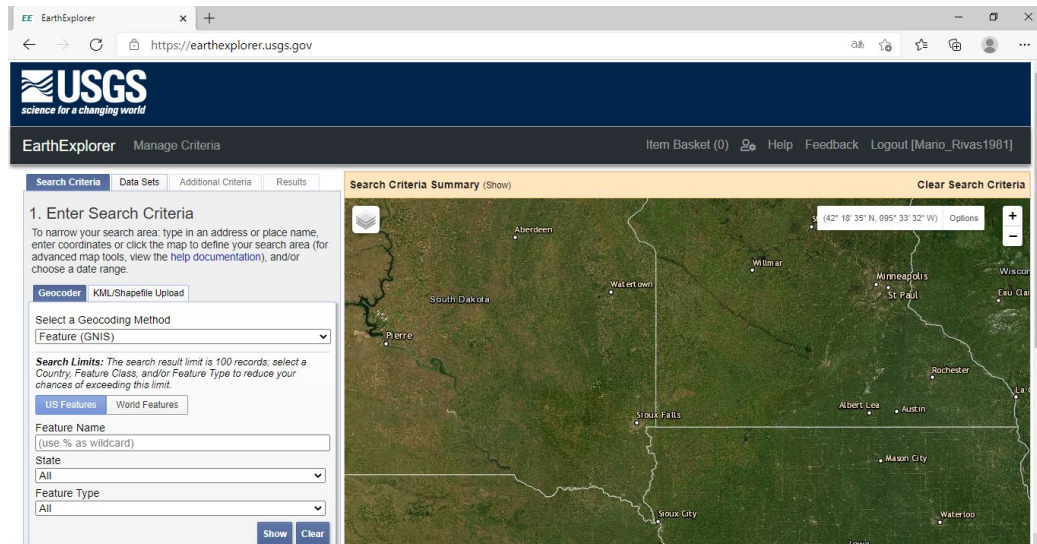 EE EarthExplorer
https://earthexplorer.usgs.gov
aあ
USGS
science for a changing world
EarthExplorer Manage Criteria Item Basket (0) Help Feedback Logout [Mario_Rivas1981]
Search Criteria Data Sets Additional Criteria Results
Search Criteria Summary (Show) Clear Search Criteria
1. Enter Search Criteria
To narrow your search area: type in an address or place name,
enter coordinates or click the map to define your search area (for
advanced map tools, view the help documentation), and/or
choose a date range.
Geocoder KML/Shapefile Upload
Select a Geocoding Method
Feature (GNIS)
Search Limits: The search result limit is 100 records; select a
Country, Feature Class, and/or Feature Type to reduce your
chances of exceeding this limit.
US Features World Features
Feature Name
(use % as wildcard)
State
All
Feature Type
All
Show Clear
(42° 18' 35" N, 095° 33' 32" W) Options
+
−
Aberdeen
Willmar
Minneapolis
Wiscon
Watertown
St Paul
Eau Clai
South Dakota
Pierre
Rochester
La
Albert Lea
Austin
Sioux Falls
Mason City
Sioux City
Waterloo
Iowa